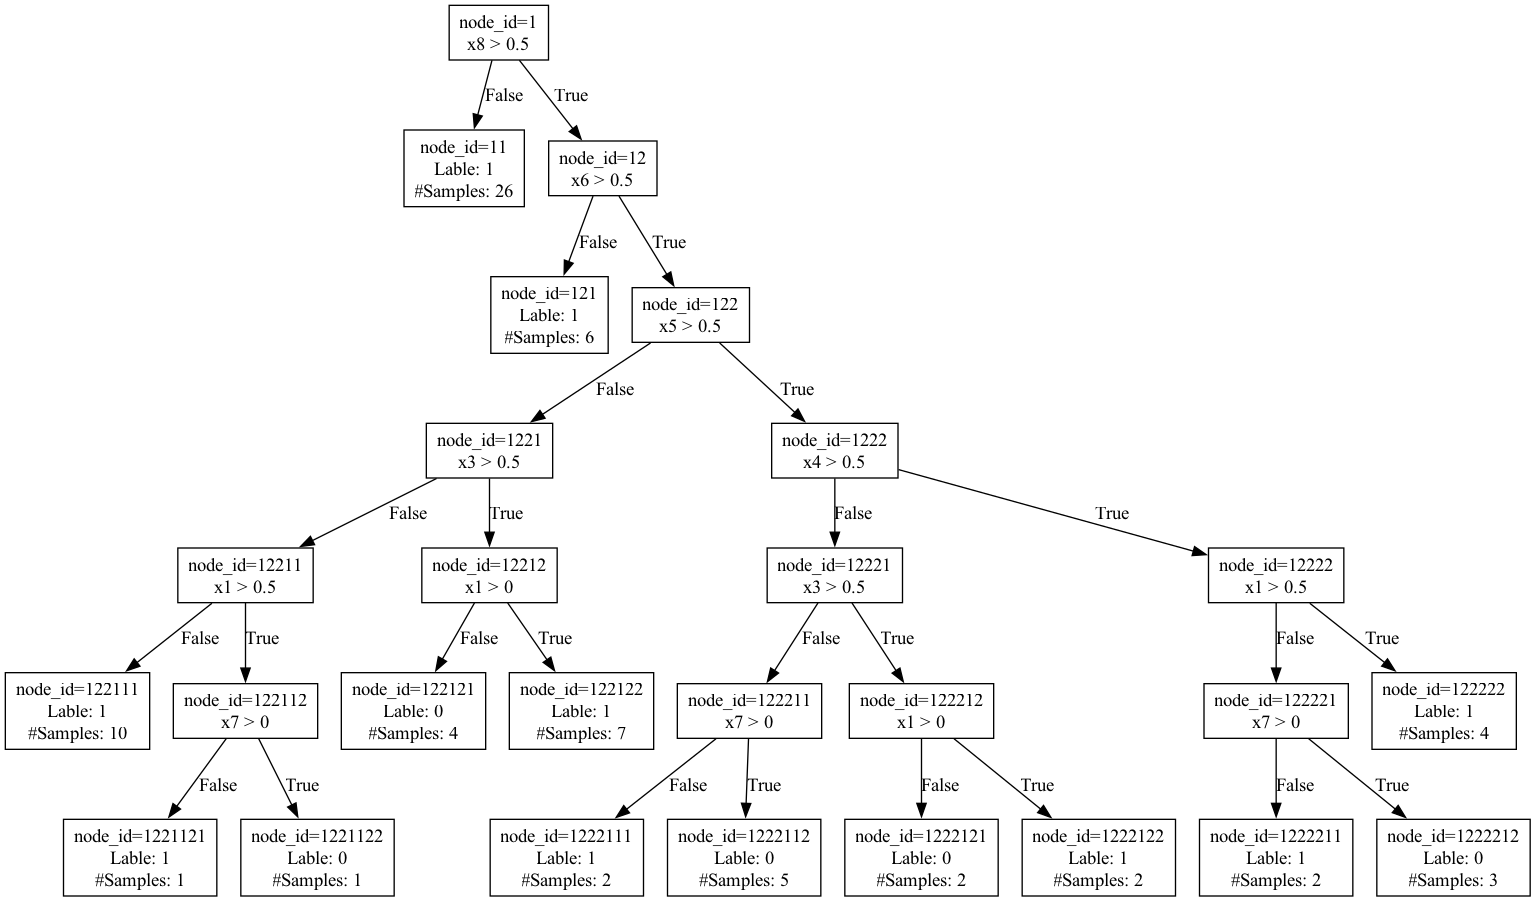 node_id=1
x8 > 0.5
False
True
node_id=11
Lable: 1
#Samples: 26
node_id=12
x6 > 0.5
False
True
node_id=121
Lable: 1
#Samples: 6
node_id=122
x5 > 0.5
False
True
node_id=1221
x3 > 0.5
node_id=1222
x4 > 0.5
False
True
False
True
node_id=12211
x1 > 0.5
node_id=12212
x1 > 0
node_id=12221
x3 > 0.5
node_id=12222
x1 > 0.5
False
True
False
True
False
True
False
True
node_id=122111
Lable: 1
#Samples: 10
node_id=122112
x7 > 0
node_id=122121
Lable: 0
#Samples: 4
node_id=122122
Lable: 1
#Samples: 7
node_id=122211
x7 > 0
node_id=122212
x1 > 0
node_id=122221
x7 > 0
node_id=122222
Lable: 1
#Samples: 4
False
True
False
True
False
True
False
True
node_id=1221121
Lable: 1
#Samples: 1
node_id=1221122
Lable: 0
#Samples: 1
node_id=1222111
Lable: 1
#Samples: 2
node_id=1222112
Lable: 0
#Samples: 5
node_id=1222121
Lable: 0
#Samples: 2
node_id=1222122
Lable: 1
#Samples: 2
node_id=1222211
Lable: 1
#Samples: 2
node_id=1222212
Lable: 0
#Samples: 3